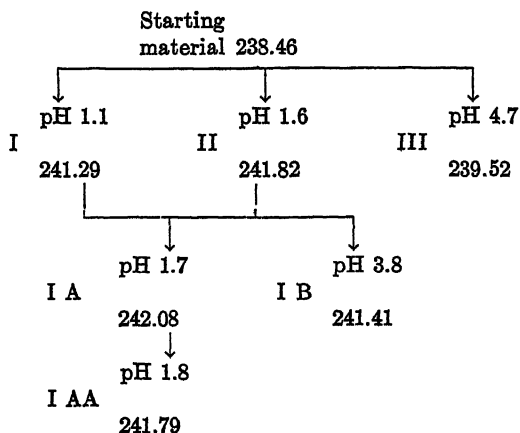 Starting
material 238.46
pH 1.1 pH 1.6 pH 4.7
I II III
241.29 241.82 239.52
pH 1.7 pH 3.8
I A I B
242.08 241.41
pH 1.8
I AA
241.79